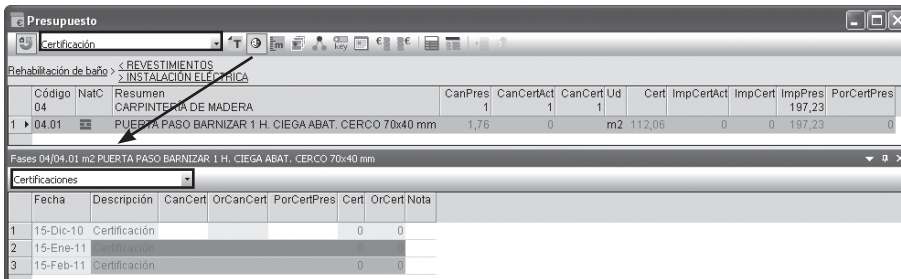 Presupuesto
Certificación
Rehabilitación de baño > < REVESTIMIENTOS
> INSTALACIÓN ELÉCTRICA
Código NatC Resumen CanPres CanCertAct CanCert Ud Cert ImpCertAct ImpCert ImpPres PorCertPres
04 CARPINTERÍA DE MADERA 1 1 1 197,23
1 04.01 PUERTA PASO BARNIZAR 1 H. CIEGA ABAT. CERCO 70x40 mm 1,76 0 m2 112,06 0 0 197,23 0
Fases 04/04.01 m2 PUERTA PASO BARNIZAR 1 H. CIEGA ABAT. CERCO 70x40 mm
Certificaciones
Fecha Descripción CanCert OrCanCert PorCertPres Cert OrCert Nota
1 15-Dic-10 Certificación 0 0
2 15-Ene-11 Certificación 0 0
3 15-Feb-11 Certificación 0 0